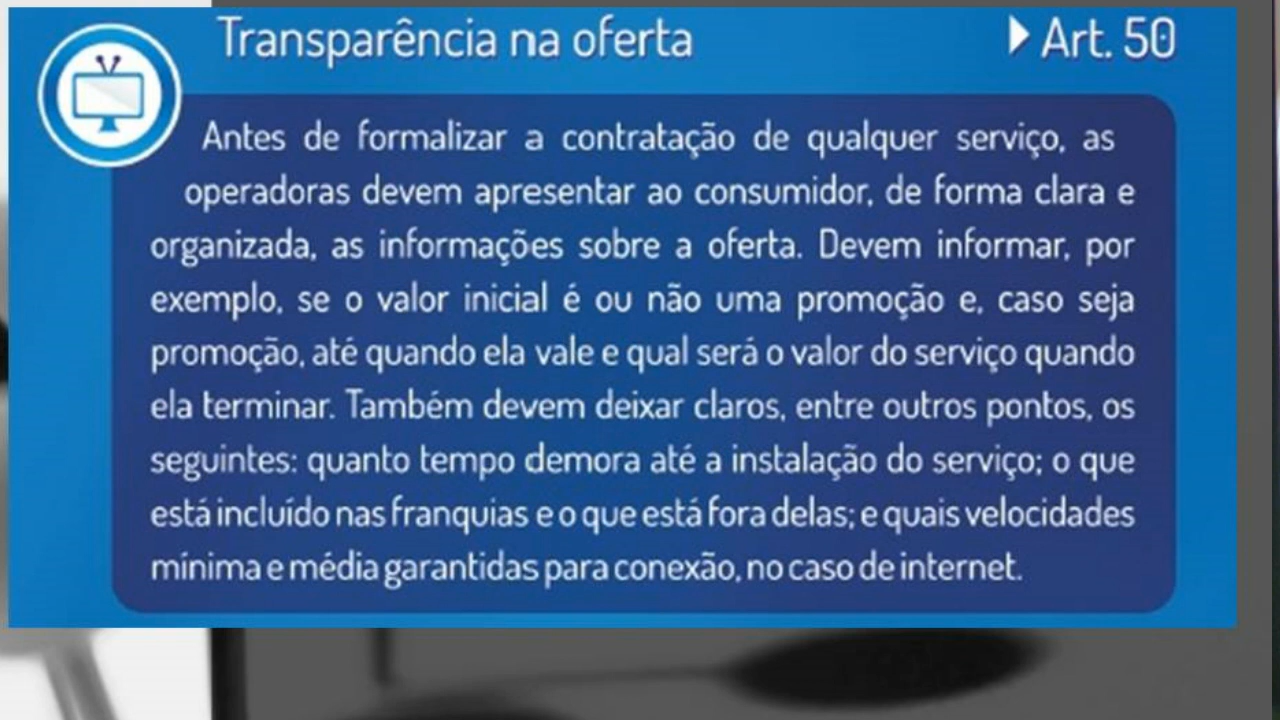 Transparência na oferta
Art. 50
Antes de formalizar a contratação de qualquer serviço, as
operadoras devem apresentar ao consumidor, de forma clara e
organizada, as informações sobre a oferta. Devem informar, por
exemplo, se o valor inicial é ou não uma promoção e, caso seja
promoção, até quando ela vale e qual será o valor do serviço quando
ela terminar. Também devem deixar claros, entre outros pontos, os
seguintes: quanto tempo demora até a instalação do serviço; o que
está incluído nas franquias e o que está fora delas; e quais velocidades
mínima e média garantidas para conexão, no caso de internet.